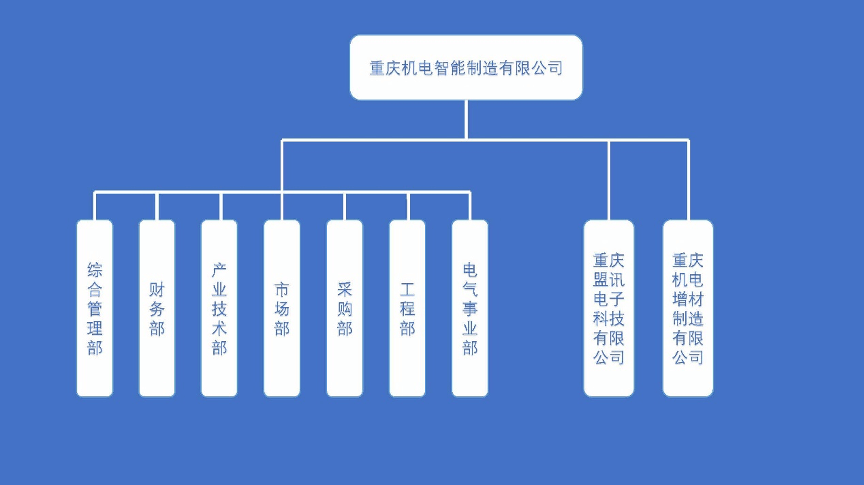 重庆机电智能制造有限公司
综合管理部
财务部
产业技术部
市场部
采购部
工程部
电气事业部
重庆
盟讯
电子
科技
有限
公司
重庆
机电
增材
制造
有限
公司